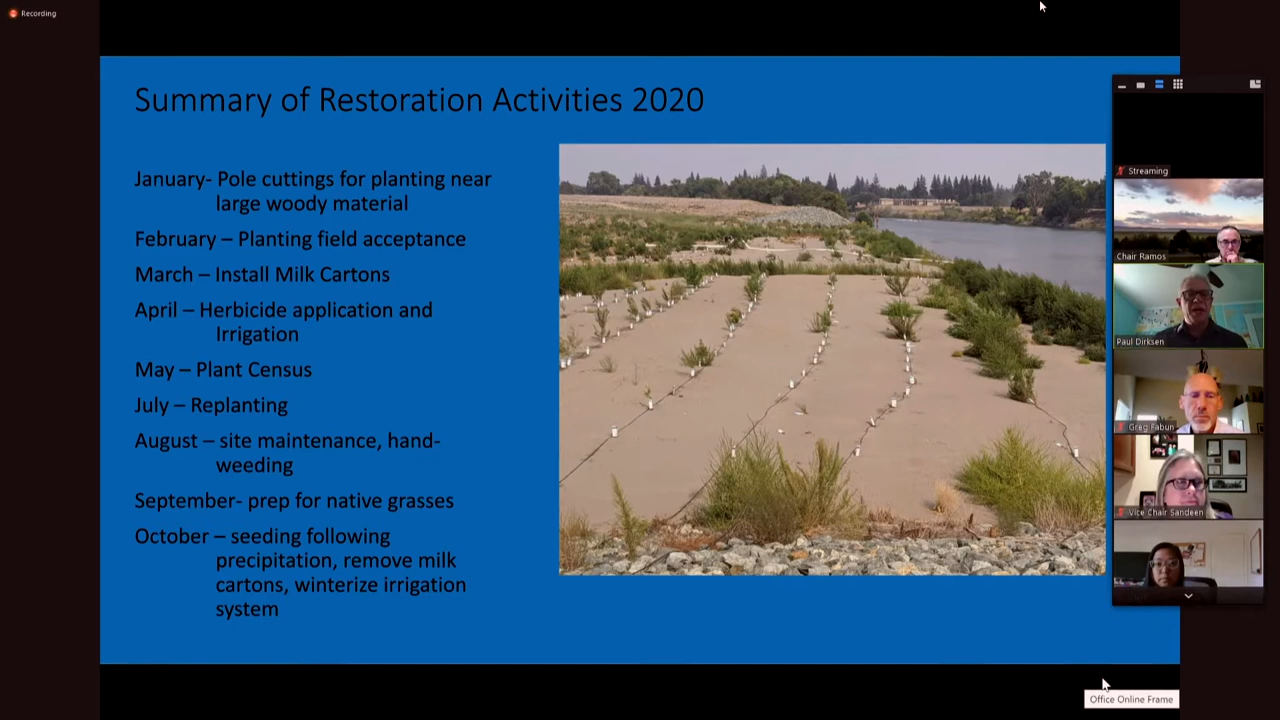 Recording
Summary of Restoration Activities 2020
January- Pole cuttings for planting near
large woody material
February – Planting field acceptance
March – Install Milk Cartons
April – Herbicide application and
Irrigation
May – Plant Census
July – Replanting
August – site maintenance, hand-
weeding
September- prep for native grasses
October – seeding following
precipitation, remove milk
cartons, winterize irrigation
system
Streaming
Chair Ramos
Paul Dirksen
Greg Fabun
Vice Chair Sandeen
Office Online Frame